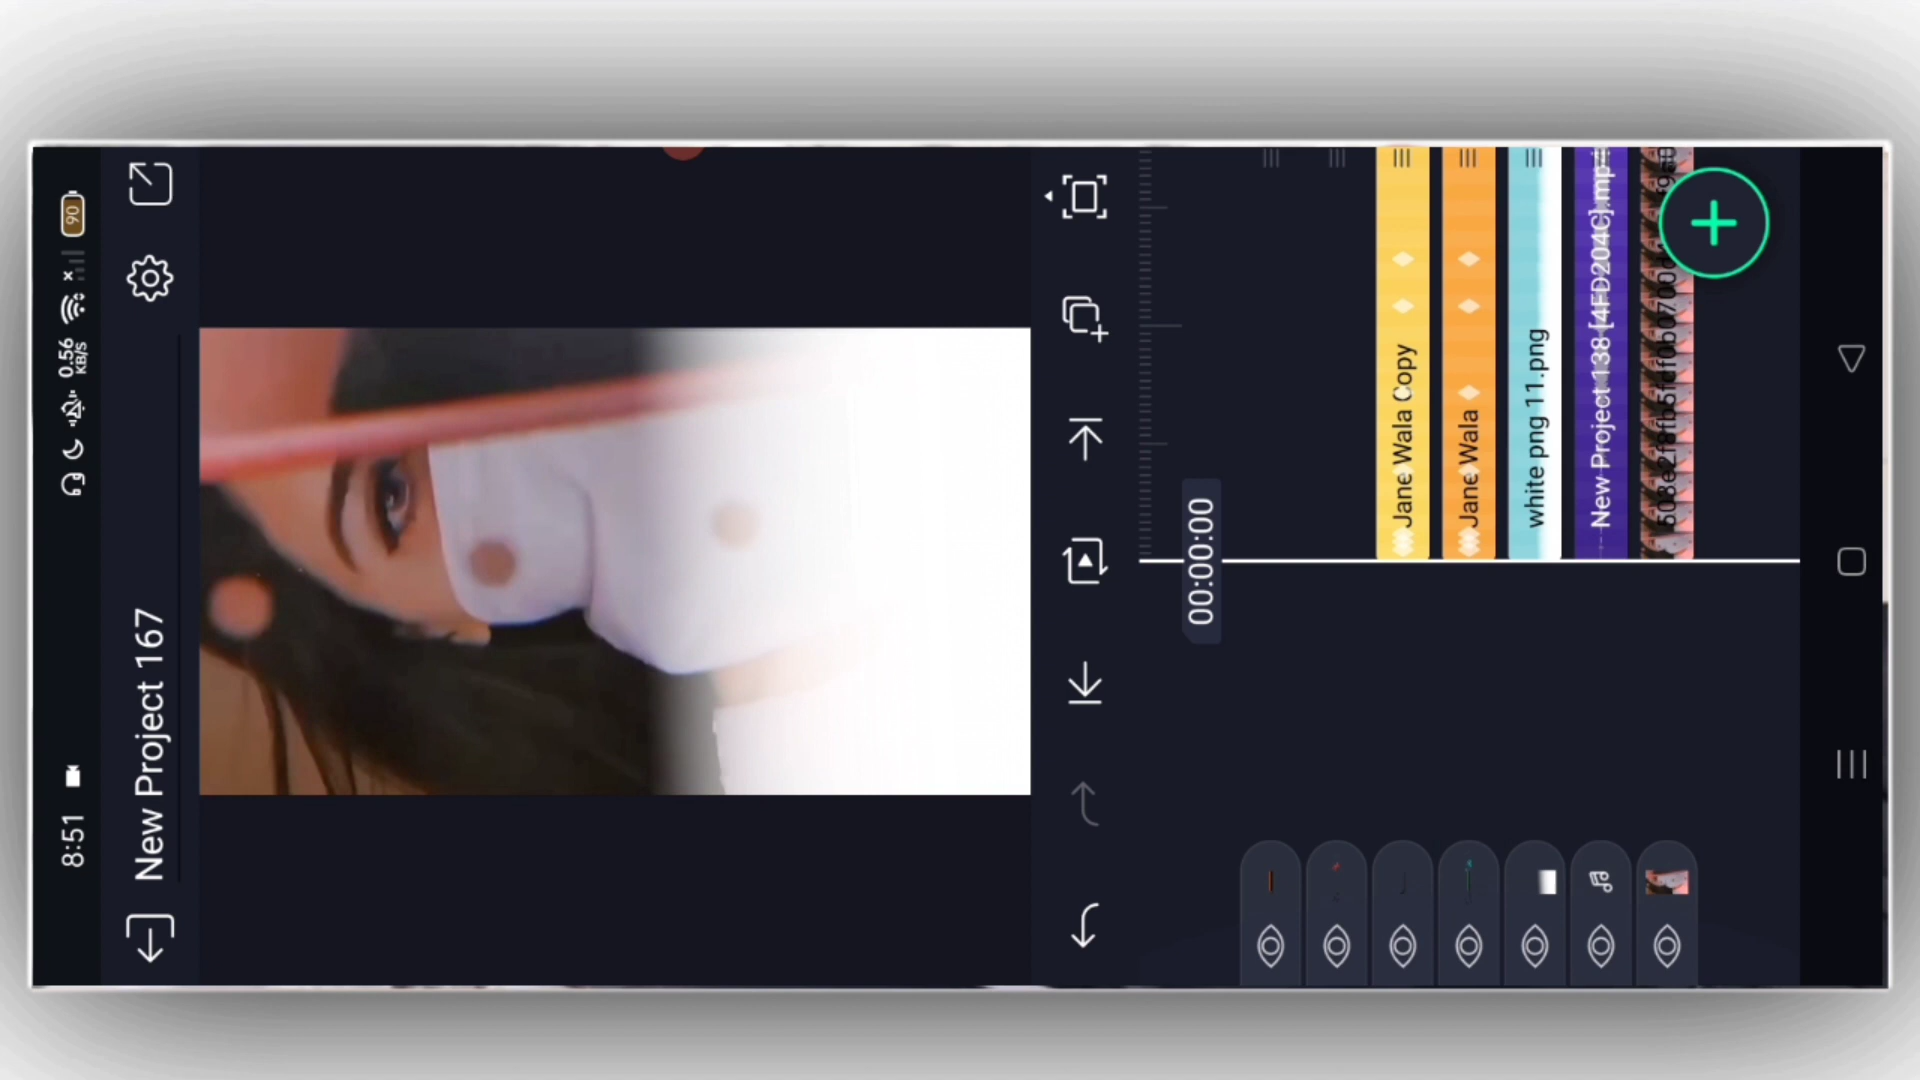 8:51
0.56
KB/S
90
New Project 167
00:00:00
Jane Wala Copy
Jane Wala
white png 11.png
New Project 138 [4FD204C].mp